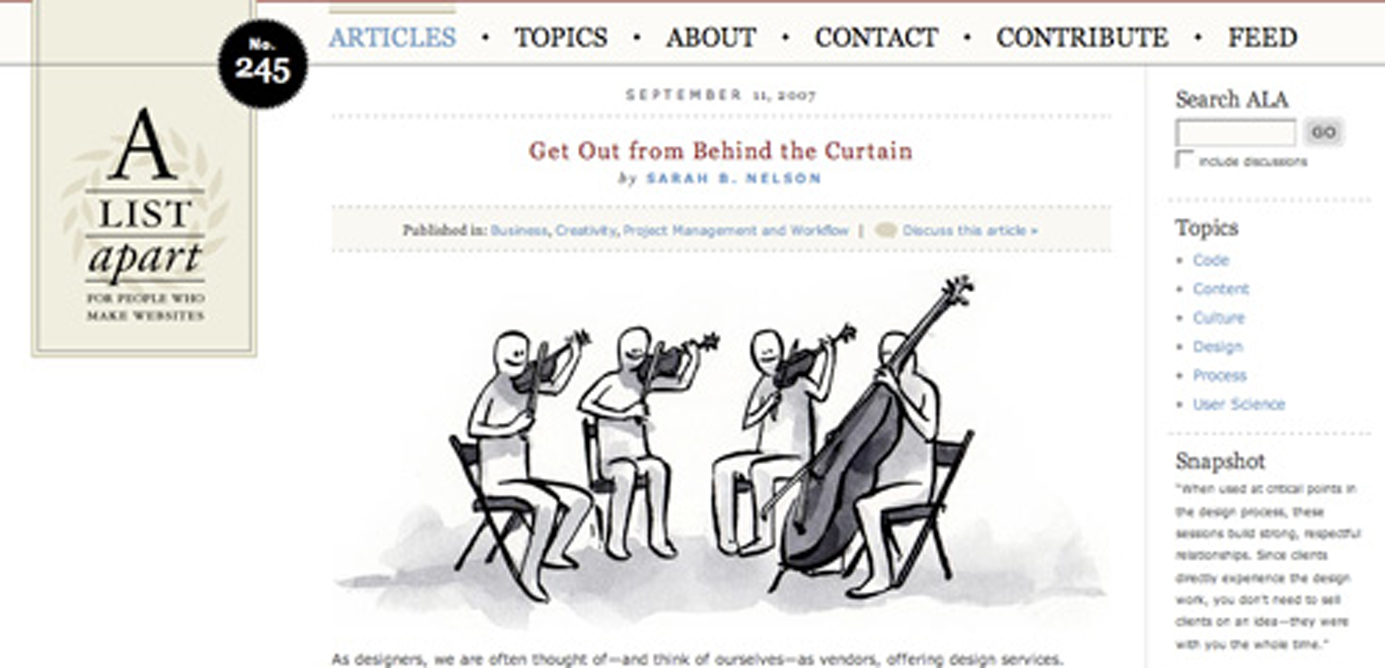 No.
245
ARTICLES • TOPICS • ABOUT • CONTACT • CONTRIBUTE • FEED
A
LIST
apart
FOR PEOPLE WHO
MAKE WEBSITES
SEPTEMBER 11, 2007
Get Out from Behind the Curtain
by SARAH B. NELSON
Published in: Business, Creativity, Project Management and Workflow | Discuss this article »
As designers, we are often thought of—and think of ourselves—as vendors, offering design services.
Search ALA
GO
include discussions
Topics
• Code
• Content
• Culture
• Design
• Process
• User Science
Snapshot
"When used at critical points in
the design process, these
sessions build strong, respectful
relationships. Since clients
directly experience the design
work, you don't need to sell
clients on an idea—they were
with you the whole time."